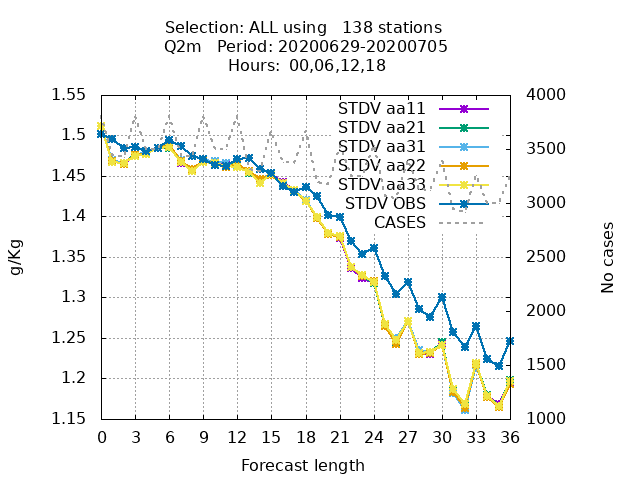 Selection: ALL using   138 stations
Q2m   Period: 20200629-20200705
Hours:  00,06,12,18
1.55
1.5
1.45
1.4
1.35
1.3
1.25
1.2
1.15
g/Kg
4000
3500
3000
2500
2000
1500
1000
No cases
STDV aa11
STDV aa21
STDV aa31
STDV aa22
STDV aa33
STDV OBS
CASES
0 3 6 9 12 15 18 21 24 27 30 33 36
Forecast length